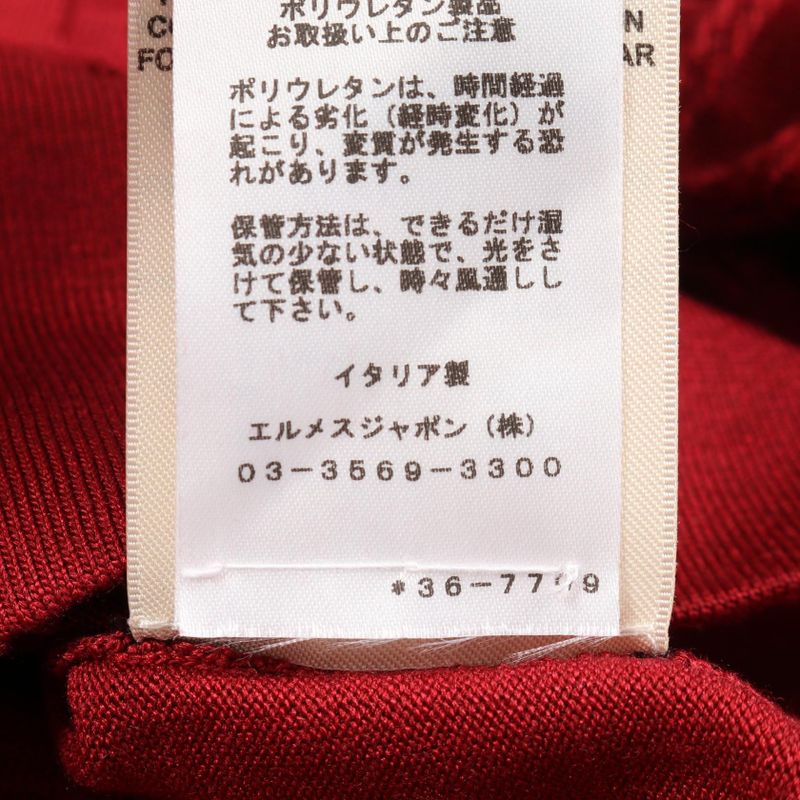 ポリウレタン製品
お取扱い上のご注意
ポリウレタンは、時間経過
による劣化（経時変化）が
起こり、変質が発生する恐
れがあります。
保管方法は、できるだけ湿
気の少ない状態で、光をさ
けて保管し、時々風通しし
て下さい。
イタリア製
エルメスジャポン（株）
03-3569-3300